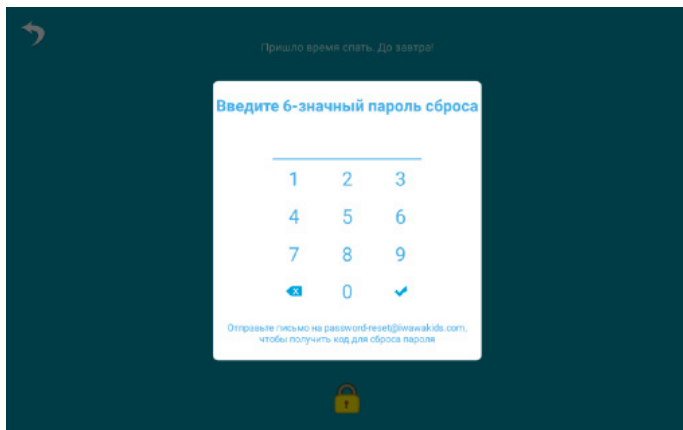 Пришло время спать. До завтра!
Введите 6-значный пароль сброса
1 2 3
4 5 6
7 8 9
0
Отправьте письмо на password-reset@iwawakids.com,
чтобы получить код для сброса пароля